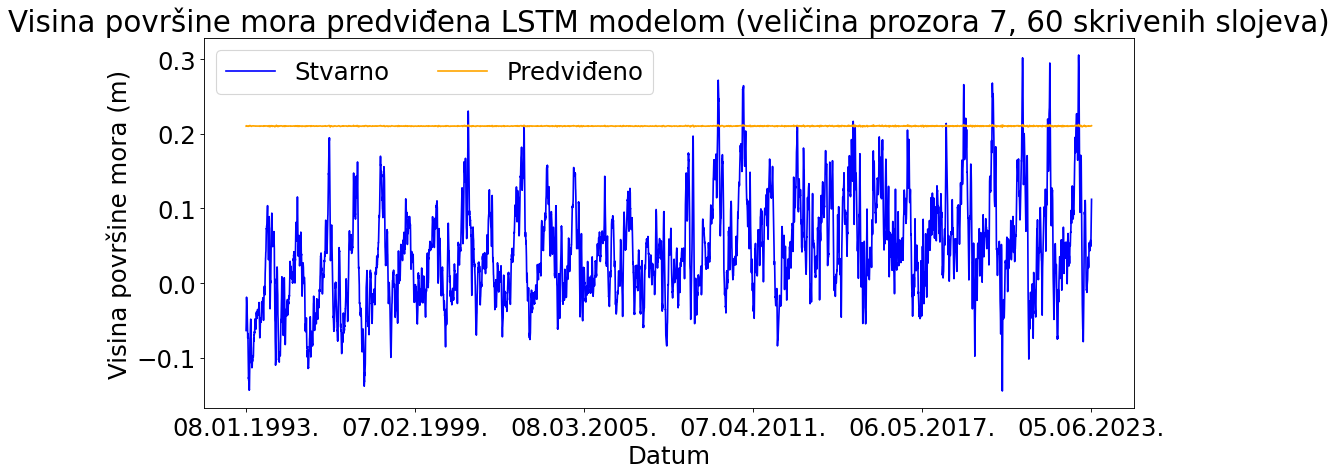 Visina površine mora predviđena LSTM modelom (veličina prozora 7, 60 skrivenih slojeva)
Stvarno
Predviđeno
Visina površine mora (m)
0.3
0.2
0.1
0.0
−0.1
08.01.1993.
07.02.1999.
08.03.2005.
07.04.2011.
06.05.2017.
05.06.2023.
Datum